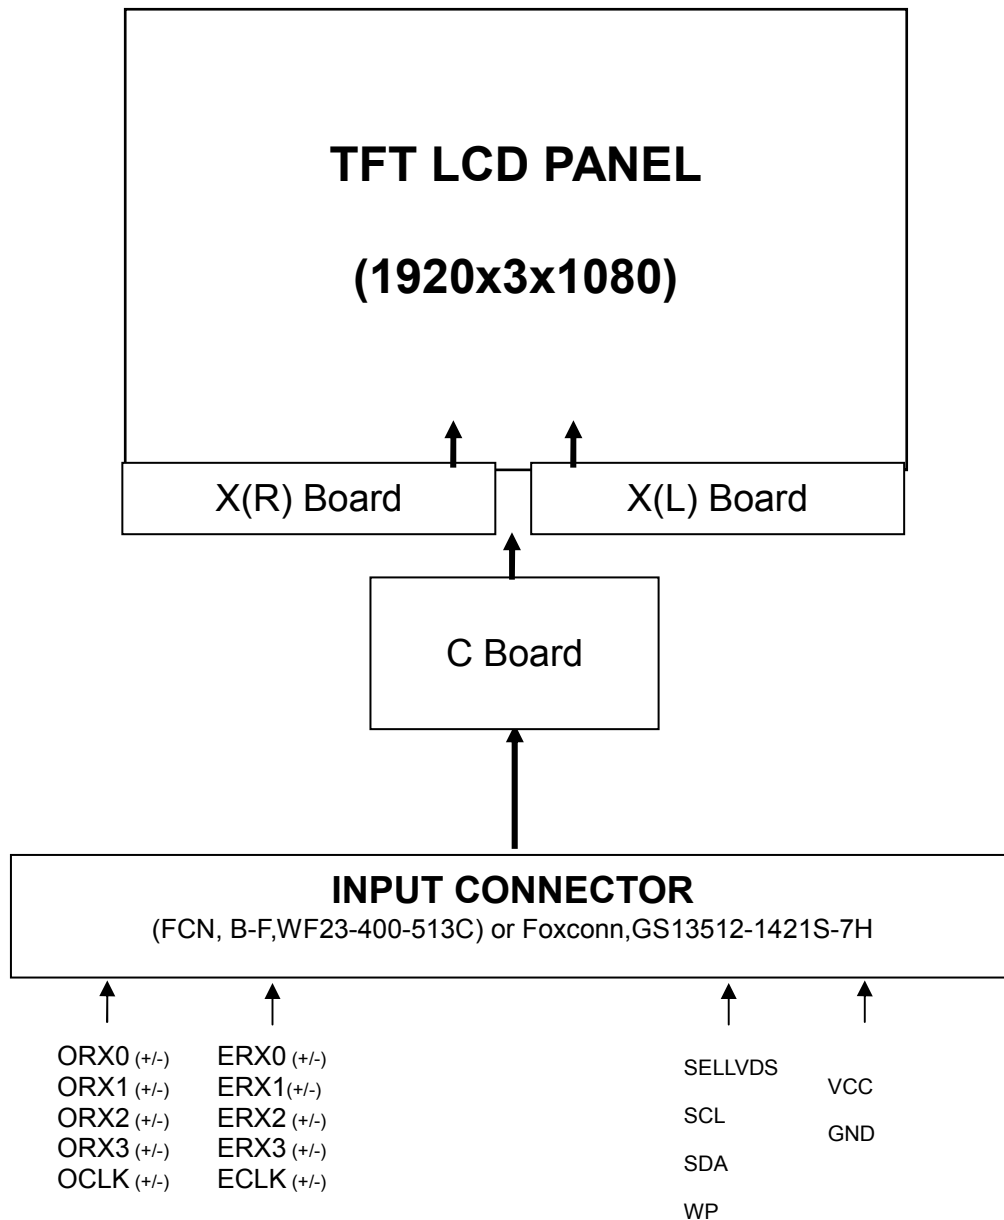 TFT LCD PANEL
(1920x3x1080)
X(R) Board
X(L) Board
C Board
INPUT CONNECTOR
(FCN, B-F,WF23-400-513C) or Foxconn,GS13512-1421S-7H
ORX0 (+/-)
ORX1 (+/-)
ORX2 (+/-)
ORX3 (+/-)
OCLK (+/-)
ERX0 (+/-)
ERX1(+/-)
ERX2 (+/-)
ERX3 (+/-)
ECLK (+/-)
SELLVDS
SCL
SDA
WP
VCC
GND